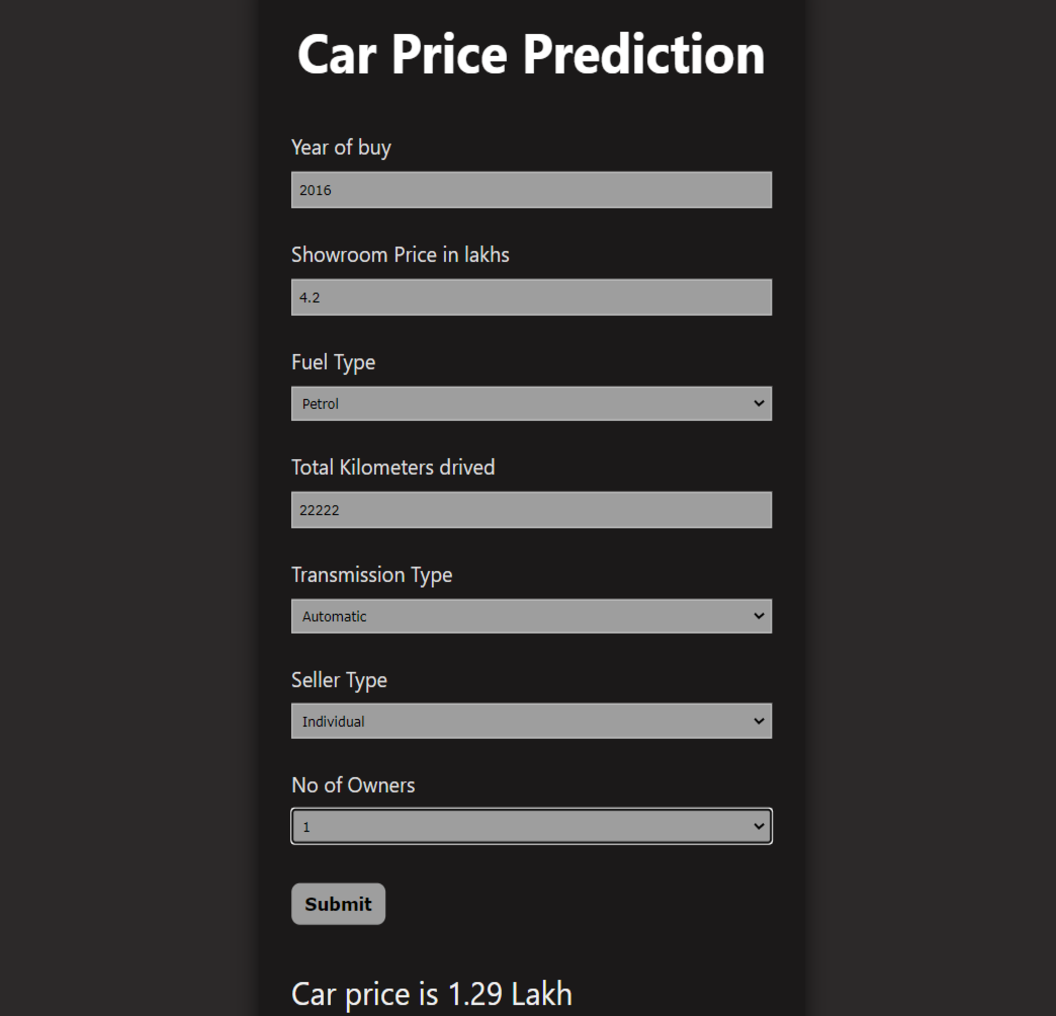 Car Price Prediction
Year of buy
2016
Showroom Price in lakhs
4.2
Fuel Type
Petrol
Total Kilometers drived
22222
Transmission Type
Automatic
Seller Type
Individual
No of Owners
1
Submit
Car price is 1.29 Lakh